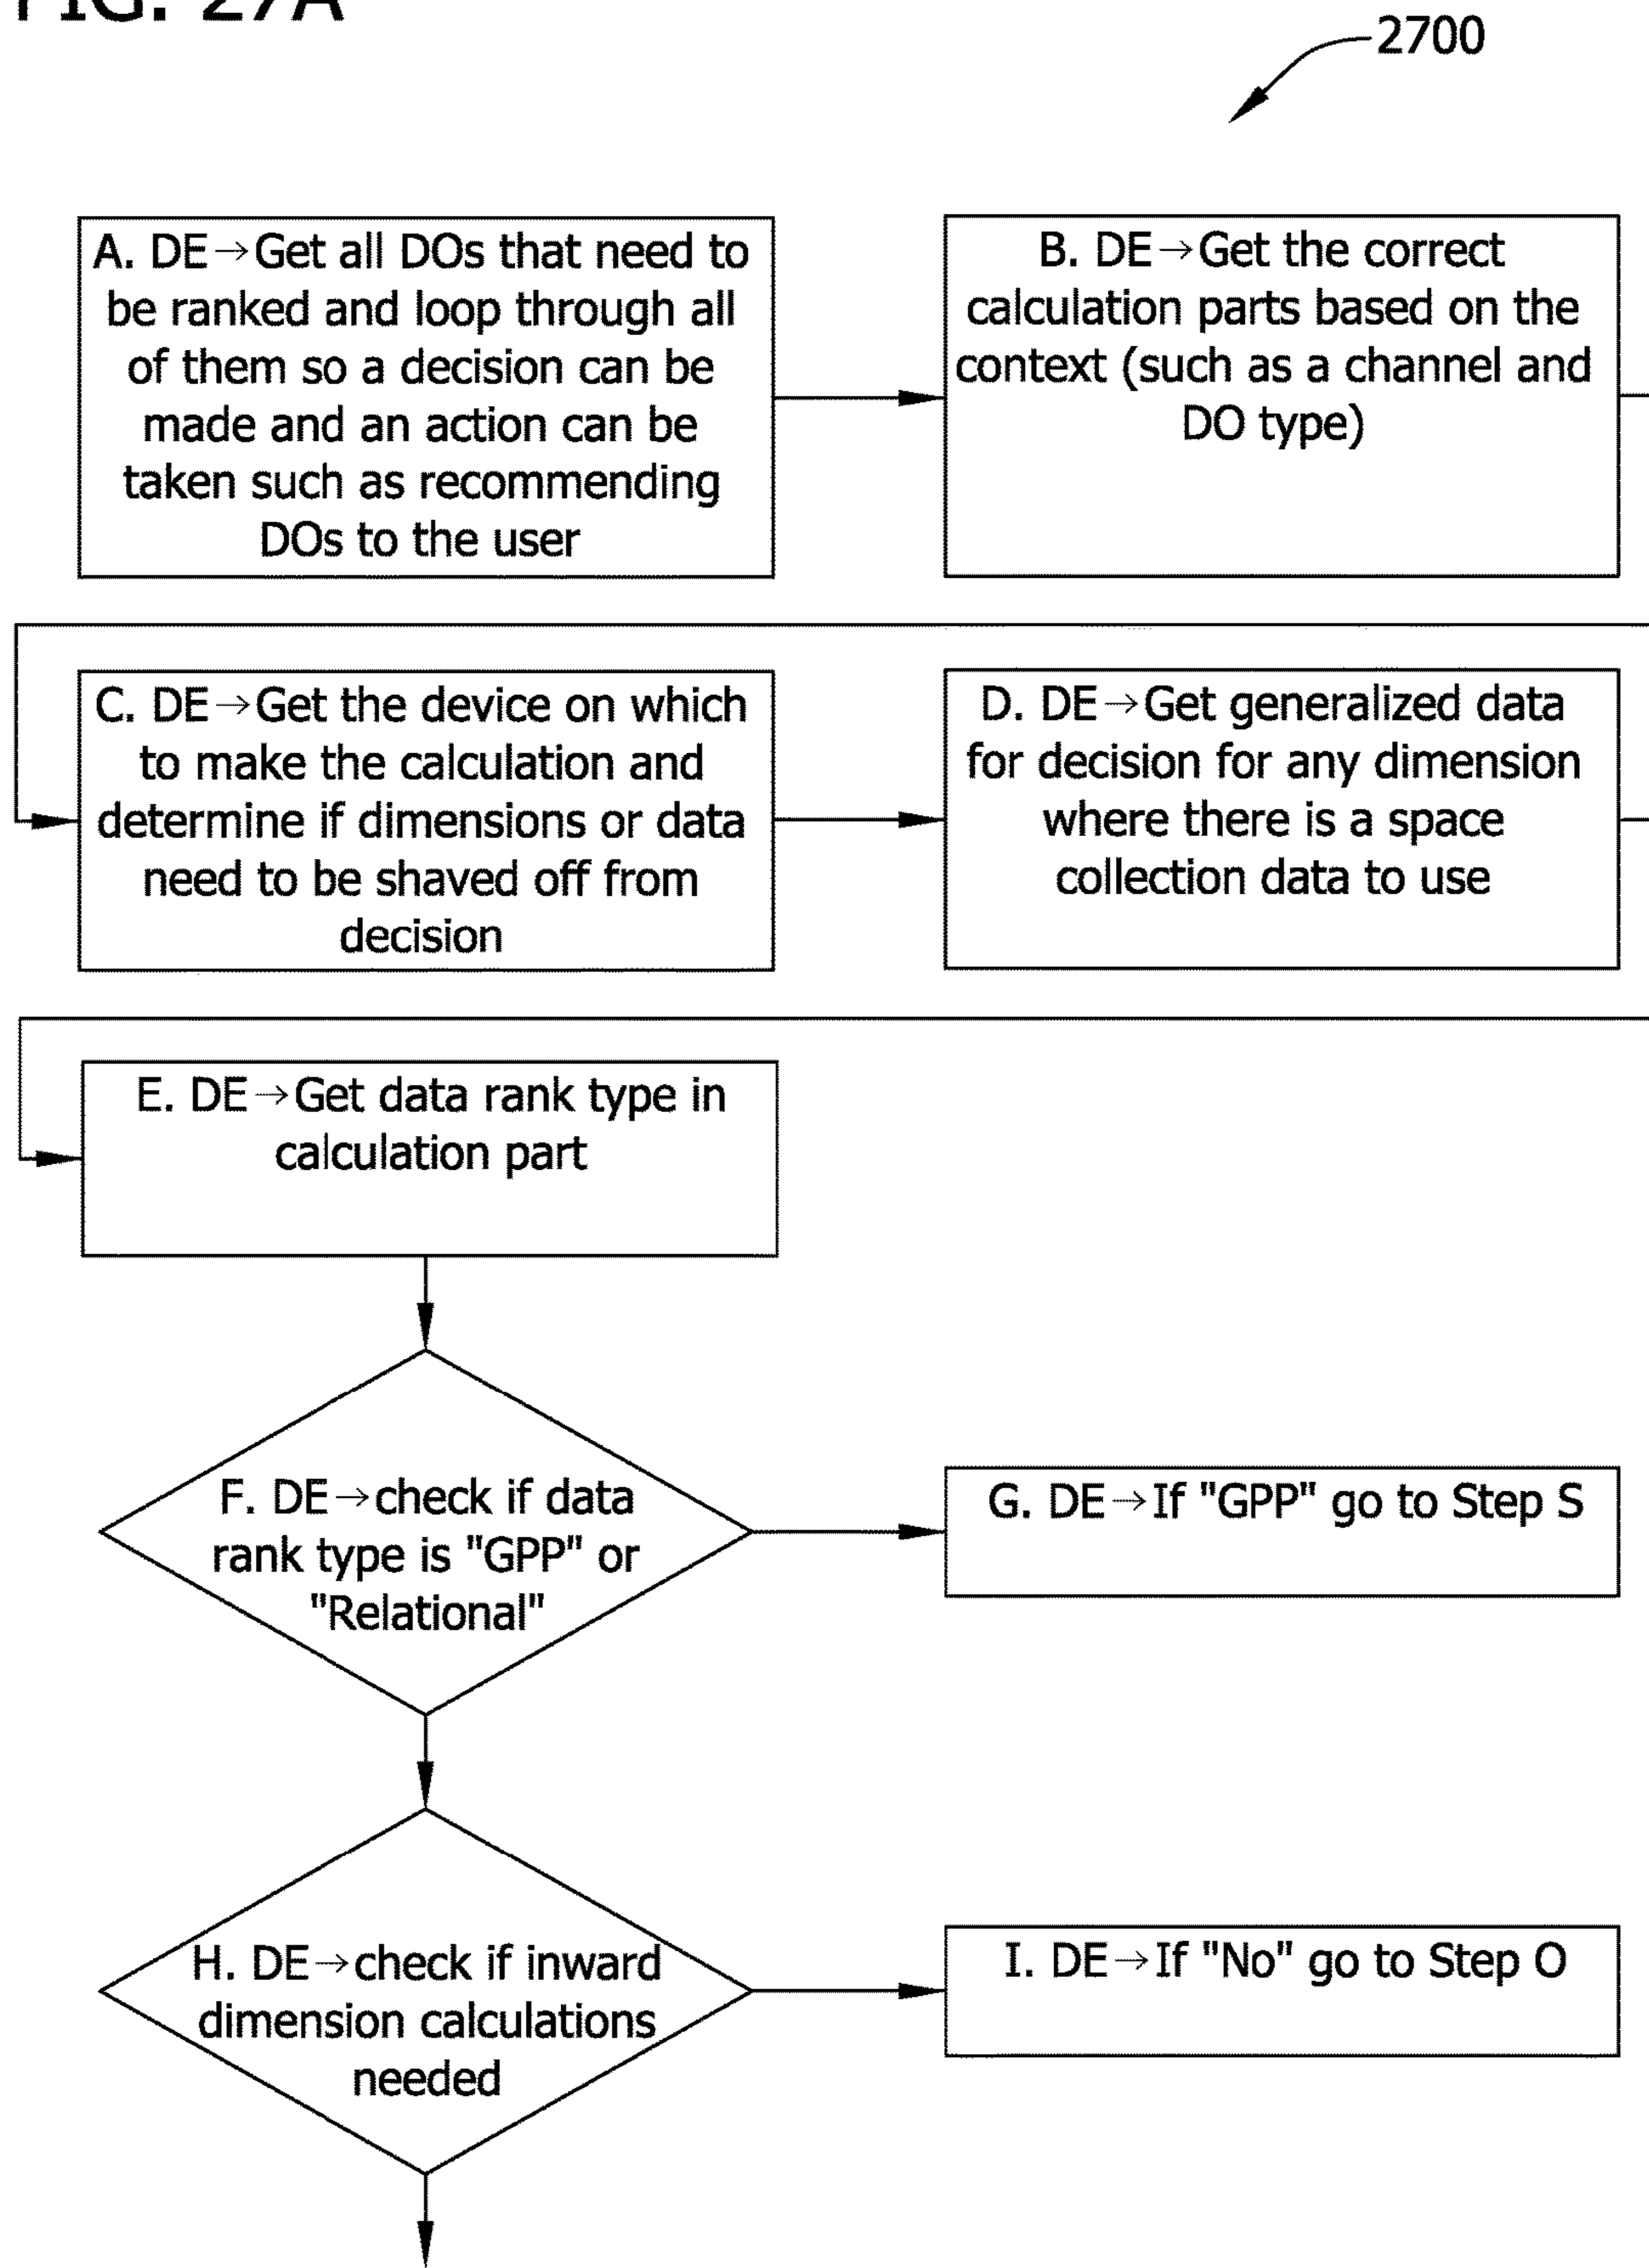 FIG. 27A
2700
A. DE→Get all DOs that need to
be ranked and loop through all
of them so a decision can be
made and an action can be
taken such as recommending
DOs to the user
B. DE→Get the correct
calculation parts based on the
context (such as a channel and
DO type)
C. DE→Get the device on which
to make the calculation and
determine if dimensions or data
need to be shaved off from
decision
D. DE→Get generalized data
for decision for any dimension
where there is a space
collection data to use
E. DE→Get data rank type in
calculation part
F. DE→check if data
rank type is "GPP" or
"Relational"
G. DE→If "GPP" go to Step S
H. DE→check if inward
dimension calculations
needed
I. DE→If "No" go to Step O